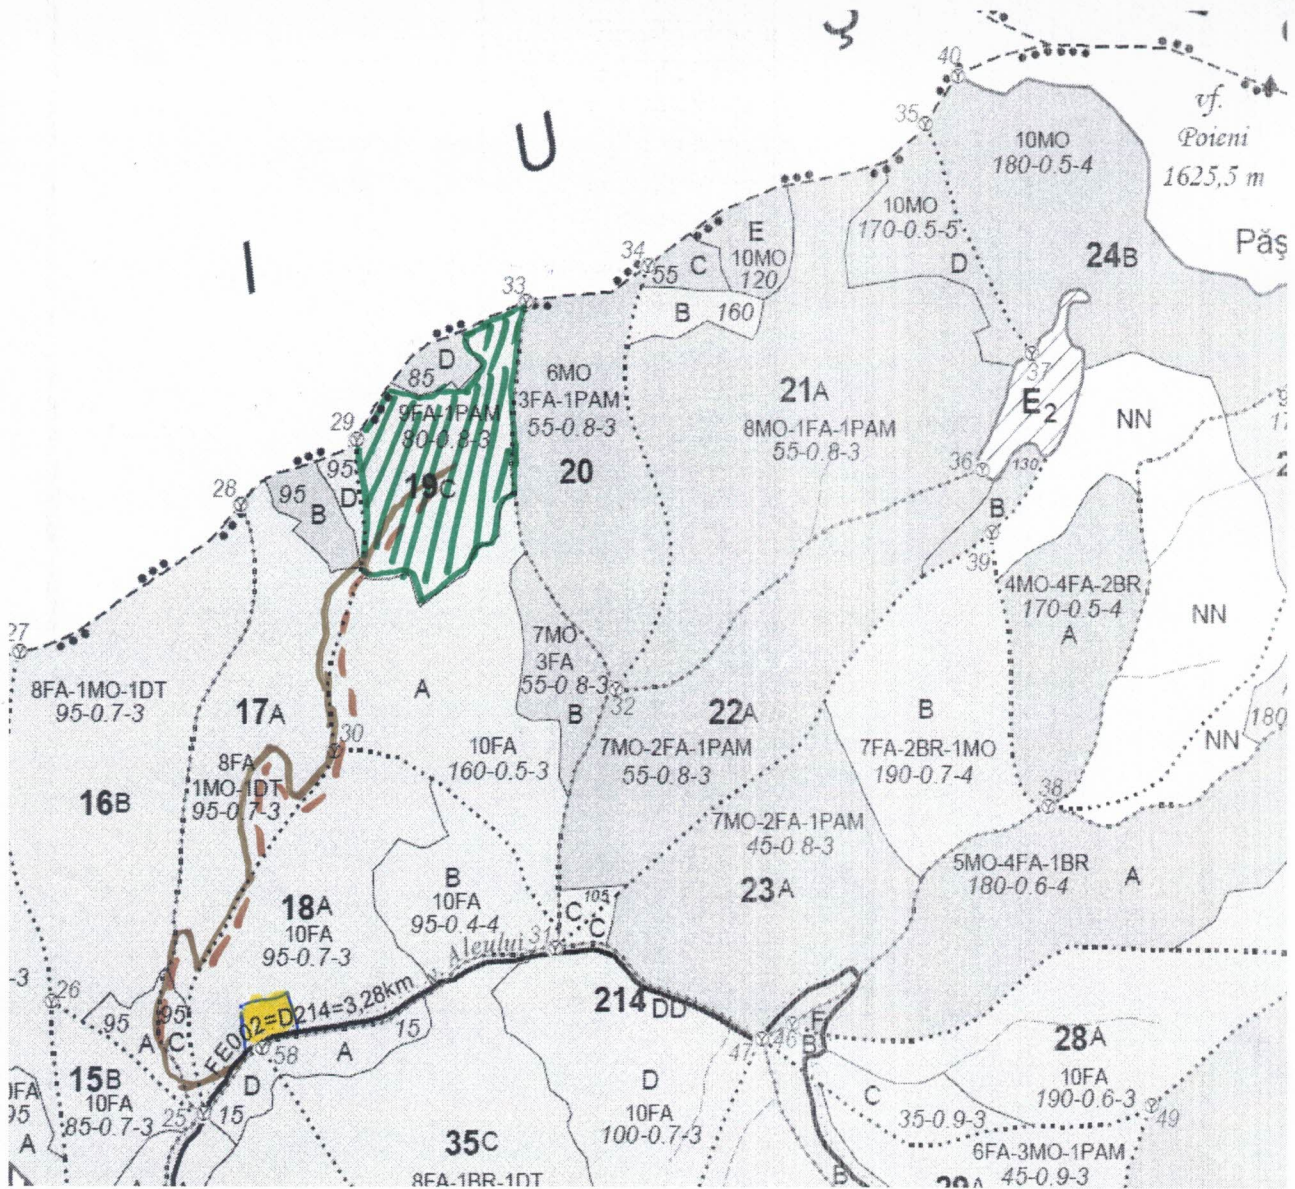 40
35
vf.
Poieni
1625,5 m
10MO
180-0.5-4
U
10MO
170-0.5-5
E
10MO
120
34
55
C
D
24B
Păș
I
33
B
160
D
85
6MO
3FA-1PAM
55-0.8-3
21A
8MO-1FA-1PAM
55-0.8-3
37
E2
NN
29
9FA-1PAM
80-0.8-3
19C
20
36
130
28
95
B
95
D
B
39
4MO-4FA-2BR
170-0.5-4
A
NN
27
8FA-1MO-1DT
95-0.7-3
7MO
3FA
55-0.8-3
B
32
A
17A
22A
B
180
30
10FA
160-0.5-3
7MO-2FA-1PAM
55-0.8-3
7FA-2BR-1MO
190-0.7-4
NN
8FA
1MO-1DT
95-0.7-3
16B
38
7MO-2FA-1PAM
45-0.8-3
5MO-4FA-1BR
180-0.6-4
A
B
10FA
95-0.4-4
23A
18A
10FA
95-0.7-3
105
C
C
31
Aleului
-3
26
95
95
A
C
FE002=D214=3,28km
15
A
58
214DD
47
46
F
B
28A
10FA
190-0.6-3
15B
10FA
85-0.7-3
25
15
D
D
10FA
100-0.7-3
C
35-0.9-3
49
95
A
35C
8FA-1BR-1DT
B
6FA-3MO-1PAM
45-0.9-3
29A